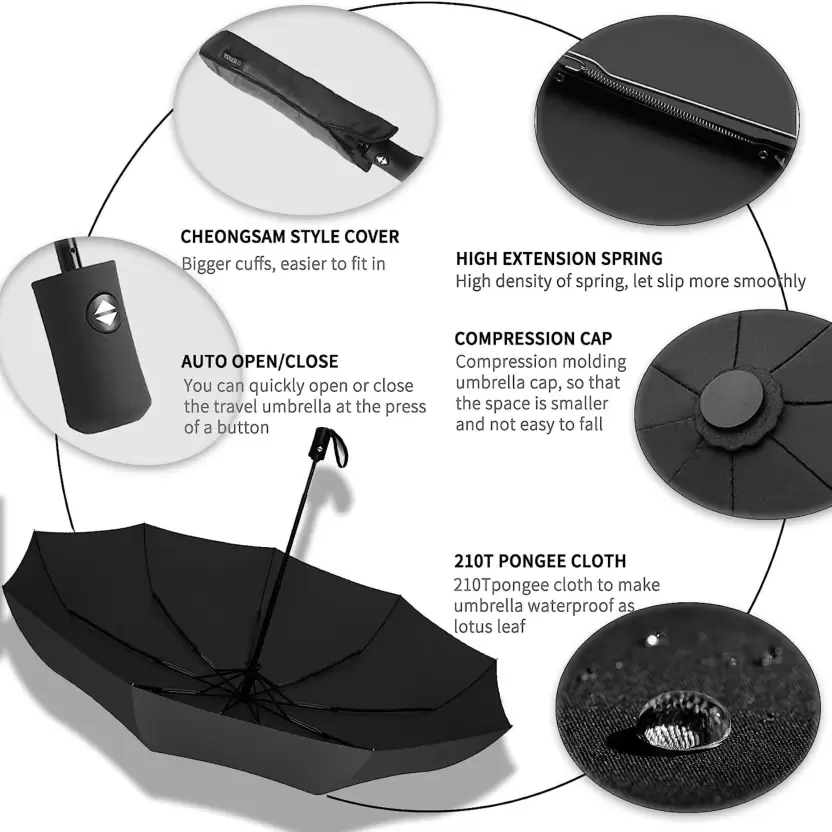 CHEONGSAM STYLE COVER
Bigger cuffs, easier to fit in
HIGH EXTENSION SPRING
High density of spring, let slip more smoothly
AUTO OPEN/CLOSE
You can quickly open or close
the travel umbrella at the press
of a button
COMPRESSION CAP
Compression molding
umbrella cap, so that
the space is smaller
and not easy to fall
210T PONGEE CLOTH
210Tpongee cloth to make
umbrella waterproof as
lotus leaf